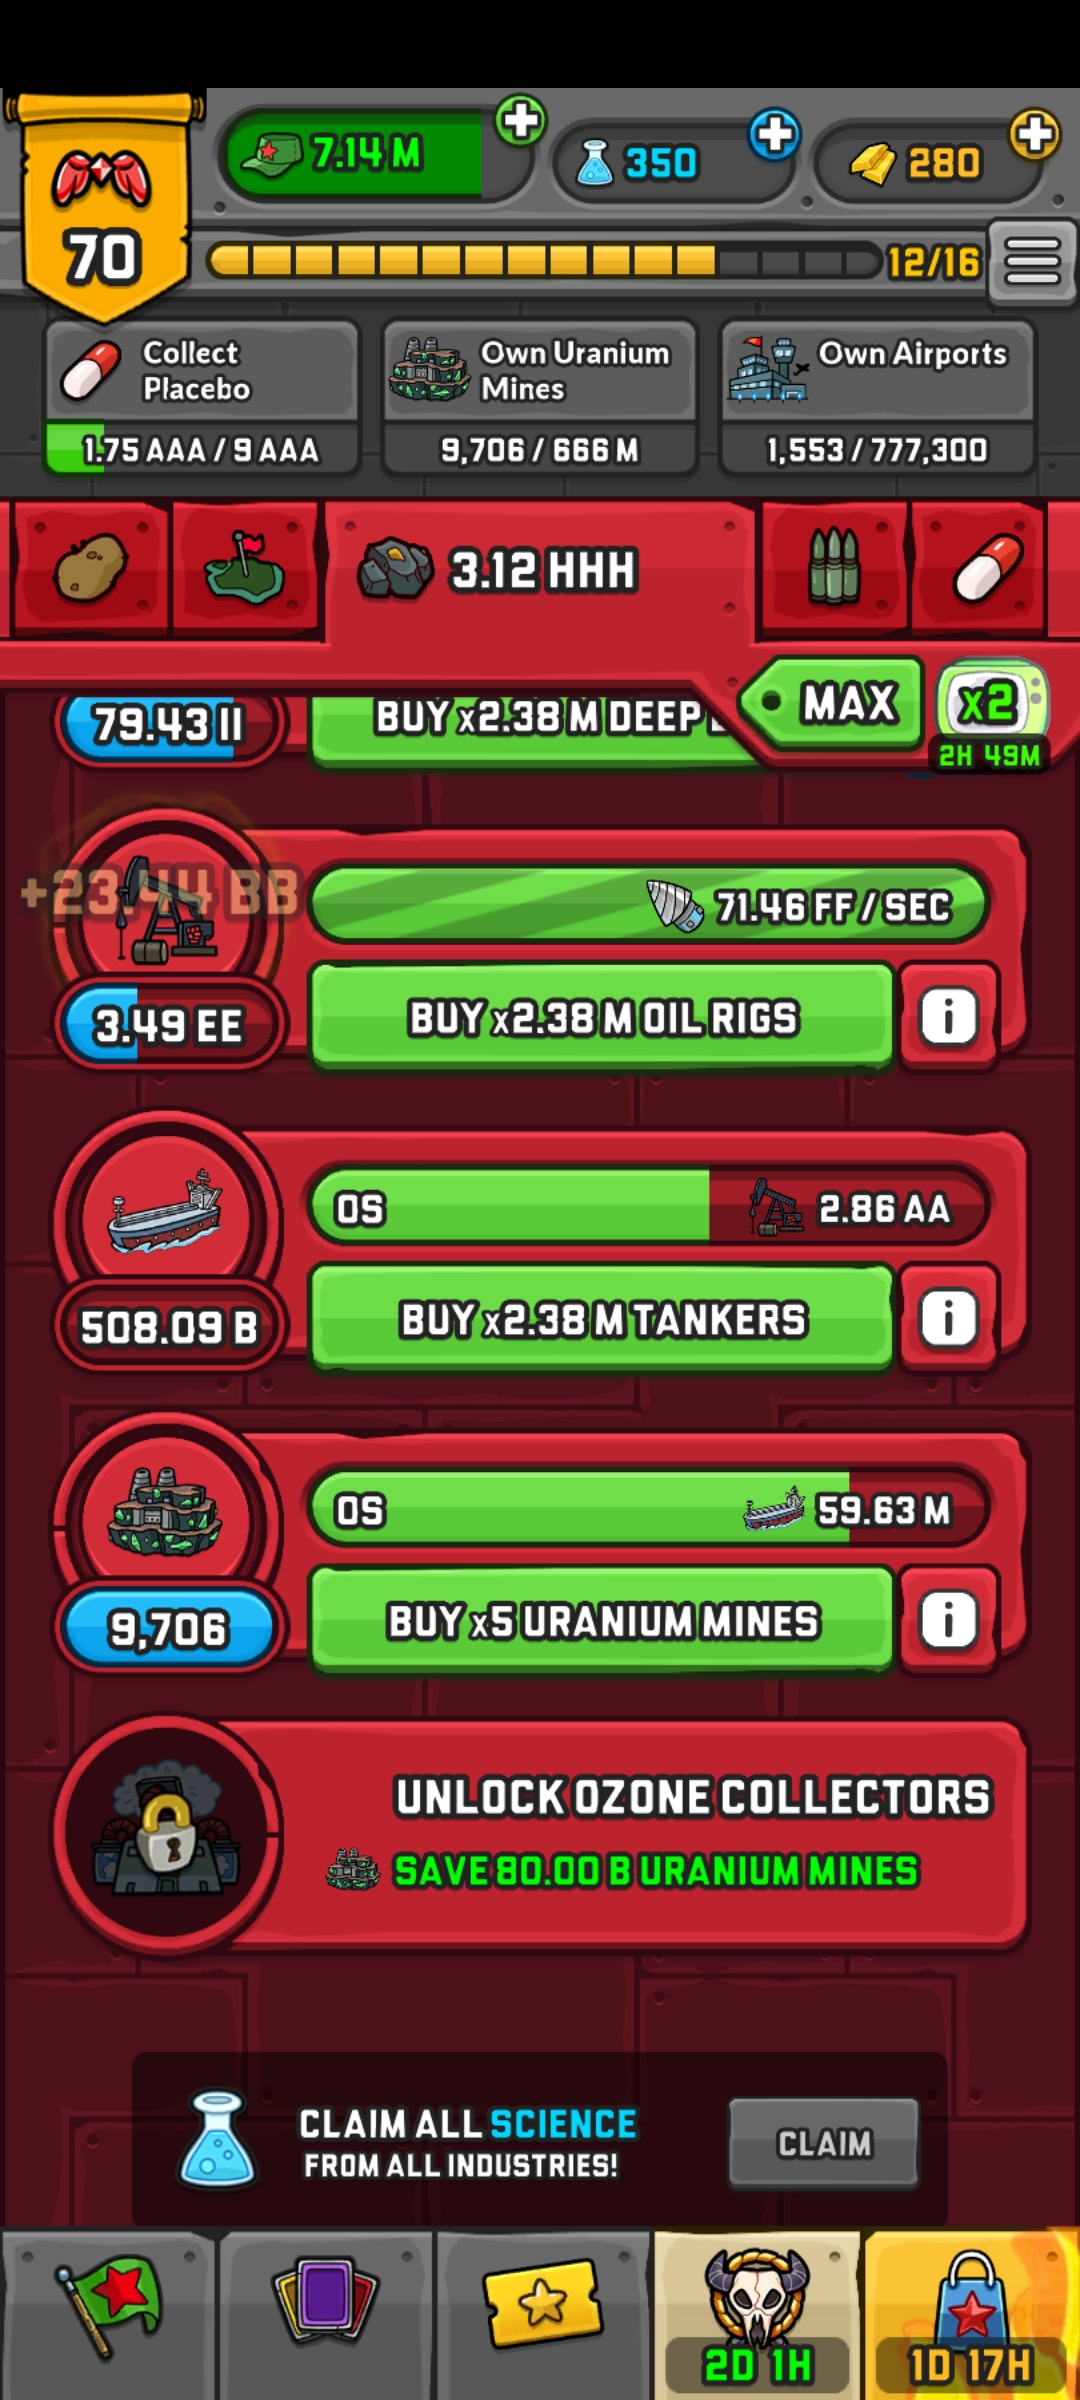 7.14 M
350
280
70
12/16
Collect
Placebo
Own Uranium
Mines
Own Airports
1.75 AAA / 9 AAA
9,706 / 666 M
1,553 / 777,300
3.12 HHH
MAX
x2
2H 49M
79.43 II
BUY x2.38 M DEEP
+23.44 BB
71.46 FF / SEC
3.49 EE
BUY x2.38 M OIL RIGS
i
0S
2.86 AA
508.09 B
BUY x2.38 M TANKERS
i
0S
59.63 M
9,706
BUY x5 URANIUM MINES
i
UNLOCK OZONE COLLECTORS
SAVE 80.00 B URANIUM MINES
CLAIM ALL SCIENCE
FROM ALL INDUSTRIES!
CLAIM
2D 1H
1D 17H